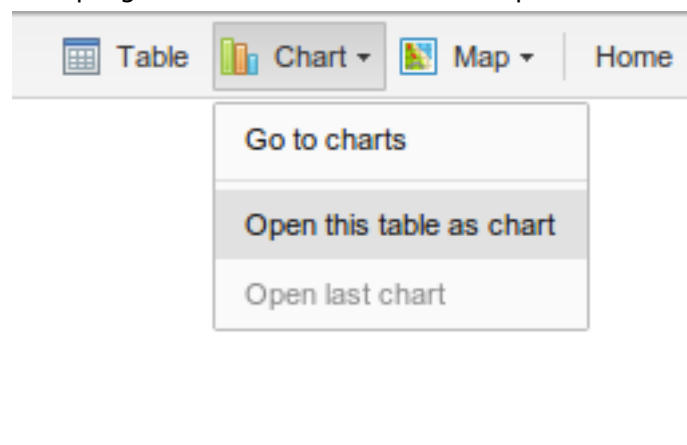 Table Chart Map Home
Go to charts
Open this table as chart
Open last chart